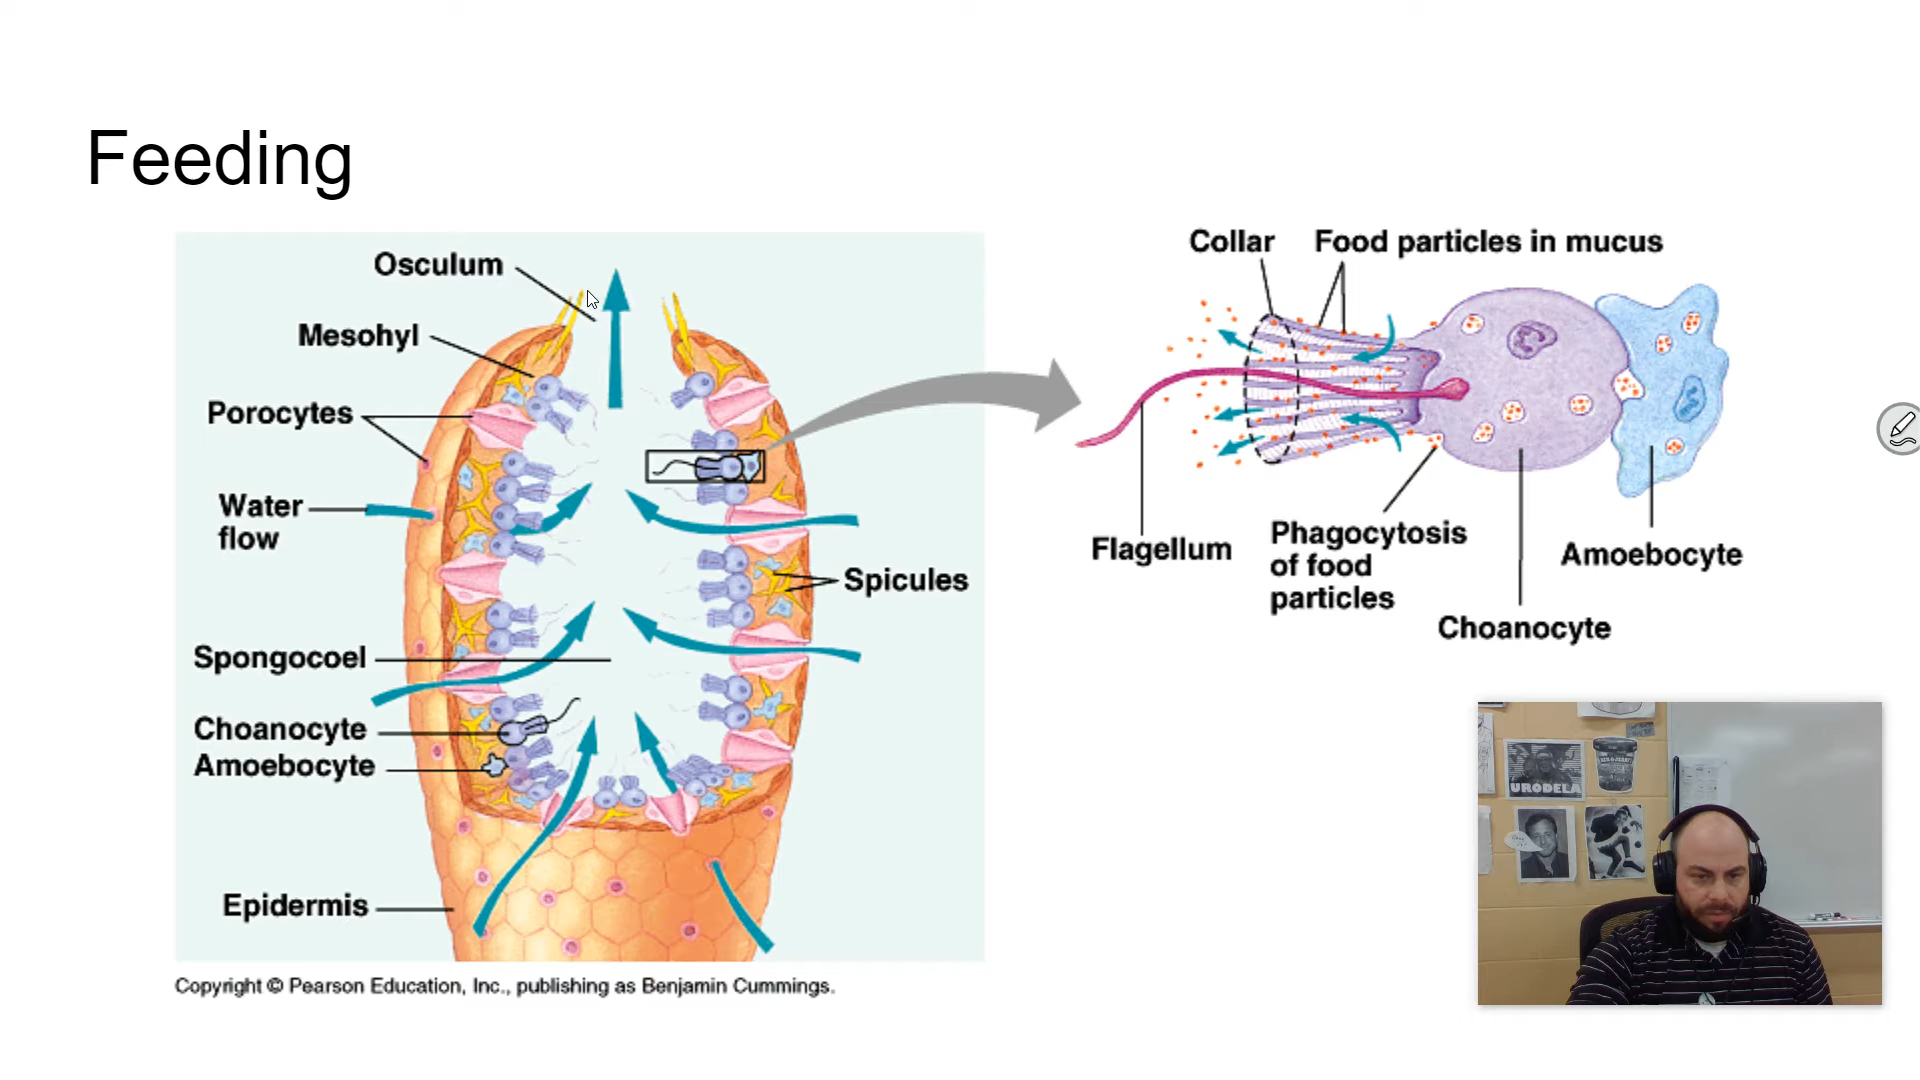 Feeding
Osculum
Mesohyl
Porocytes
Water
flow
Spongocoel
Choanocyte
Amoebocyte
Epidermis
Spicules
Collar
Food particles in mucus
Flagellum
Phagocytosis
of food
particles
Choanocyte
Amoebocyte
Copyright © Pearson Education, Inc., publishing as Benjamin Cummings.
URODELA